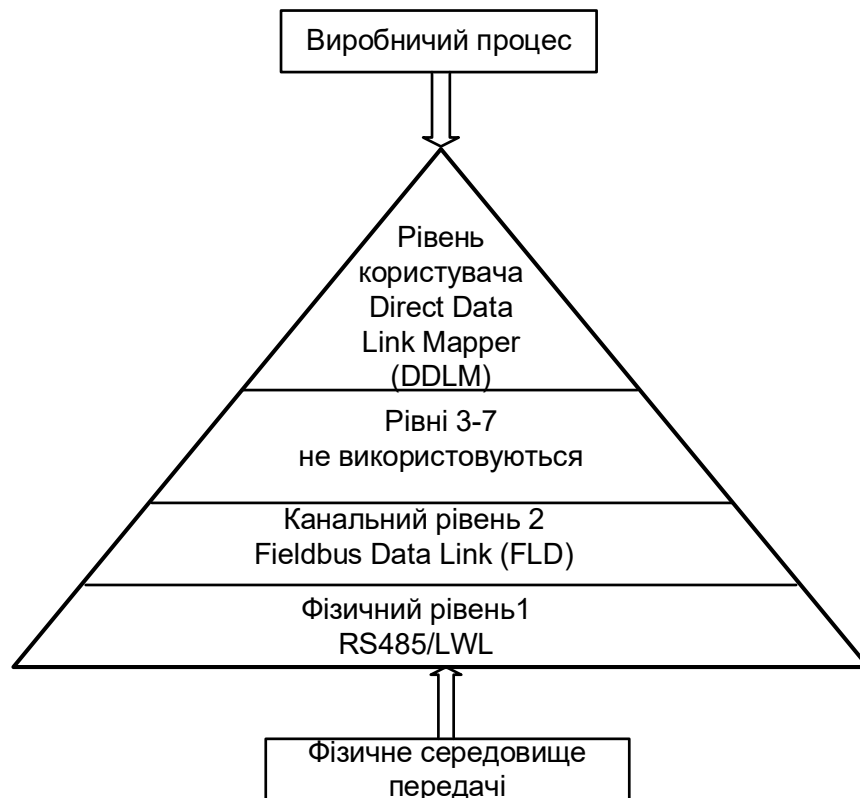 Виробничий процес
Рівень
користувача
Direct Data
Link Mapper
(DDLM)
Рівні 3-7
не використовуються
Канальний рівень 2
Fieldbus Data Link (FLD)
Фізичний рівень1
RS485/LWL
Фізичне середовище
передачі